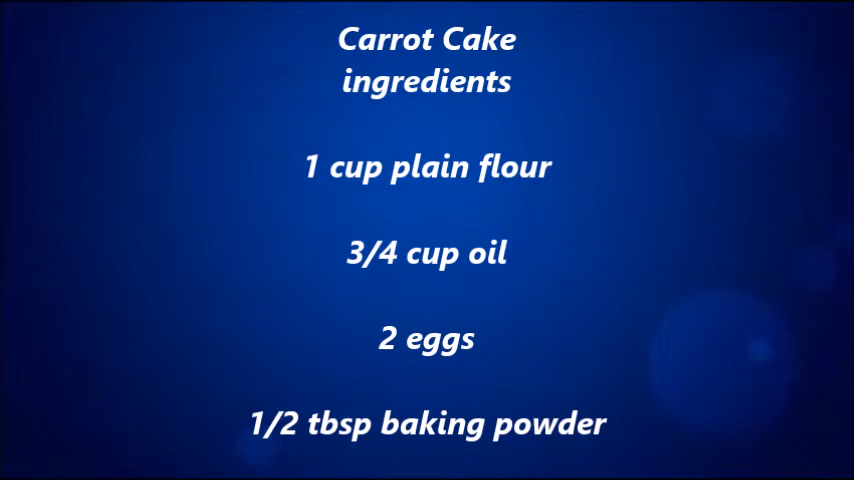 Carrot Cake
ingredients
1 cup plain flour
3/4 cup oil
2 eggs
1/2 tbsp baking powder